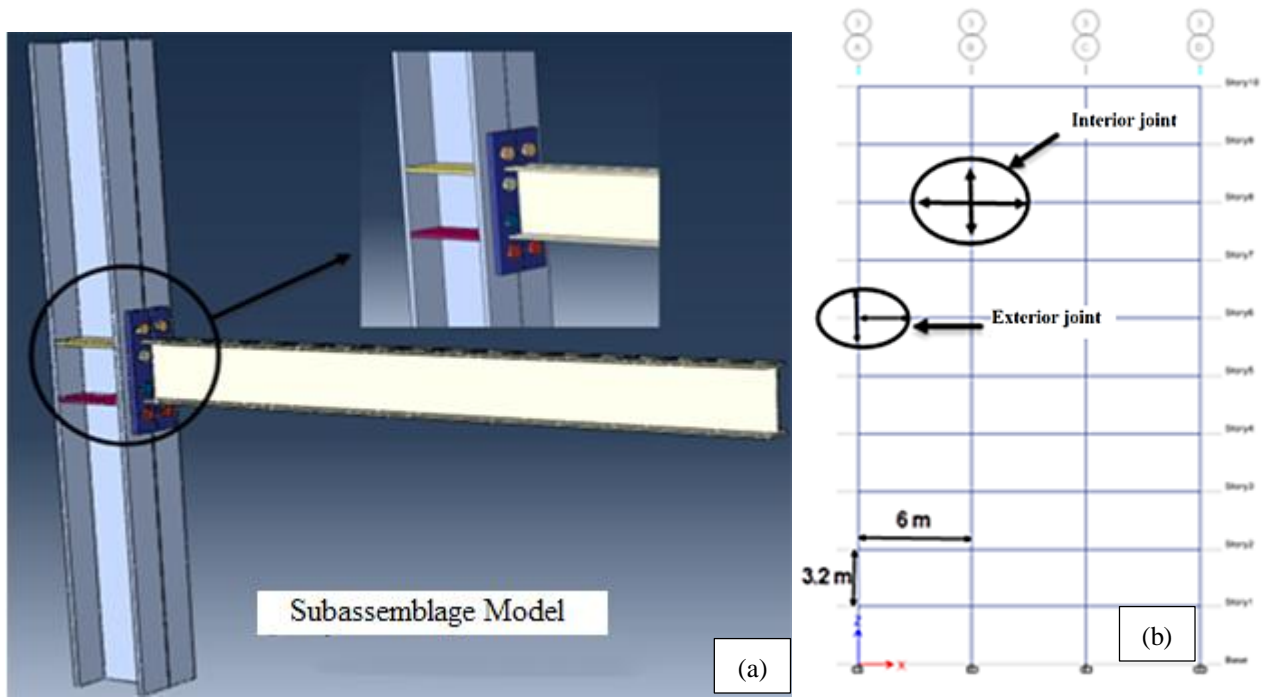 Subassemblage Model
(a)
A
B
C
D
Story10
Story9
Interior joint
Story8
Story7
Story6
Exterior joint
Story5
Story4
Story3
6 m
Story2
3.2 m
Story1
(b)
Z
X
Base